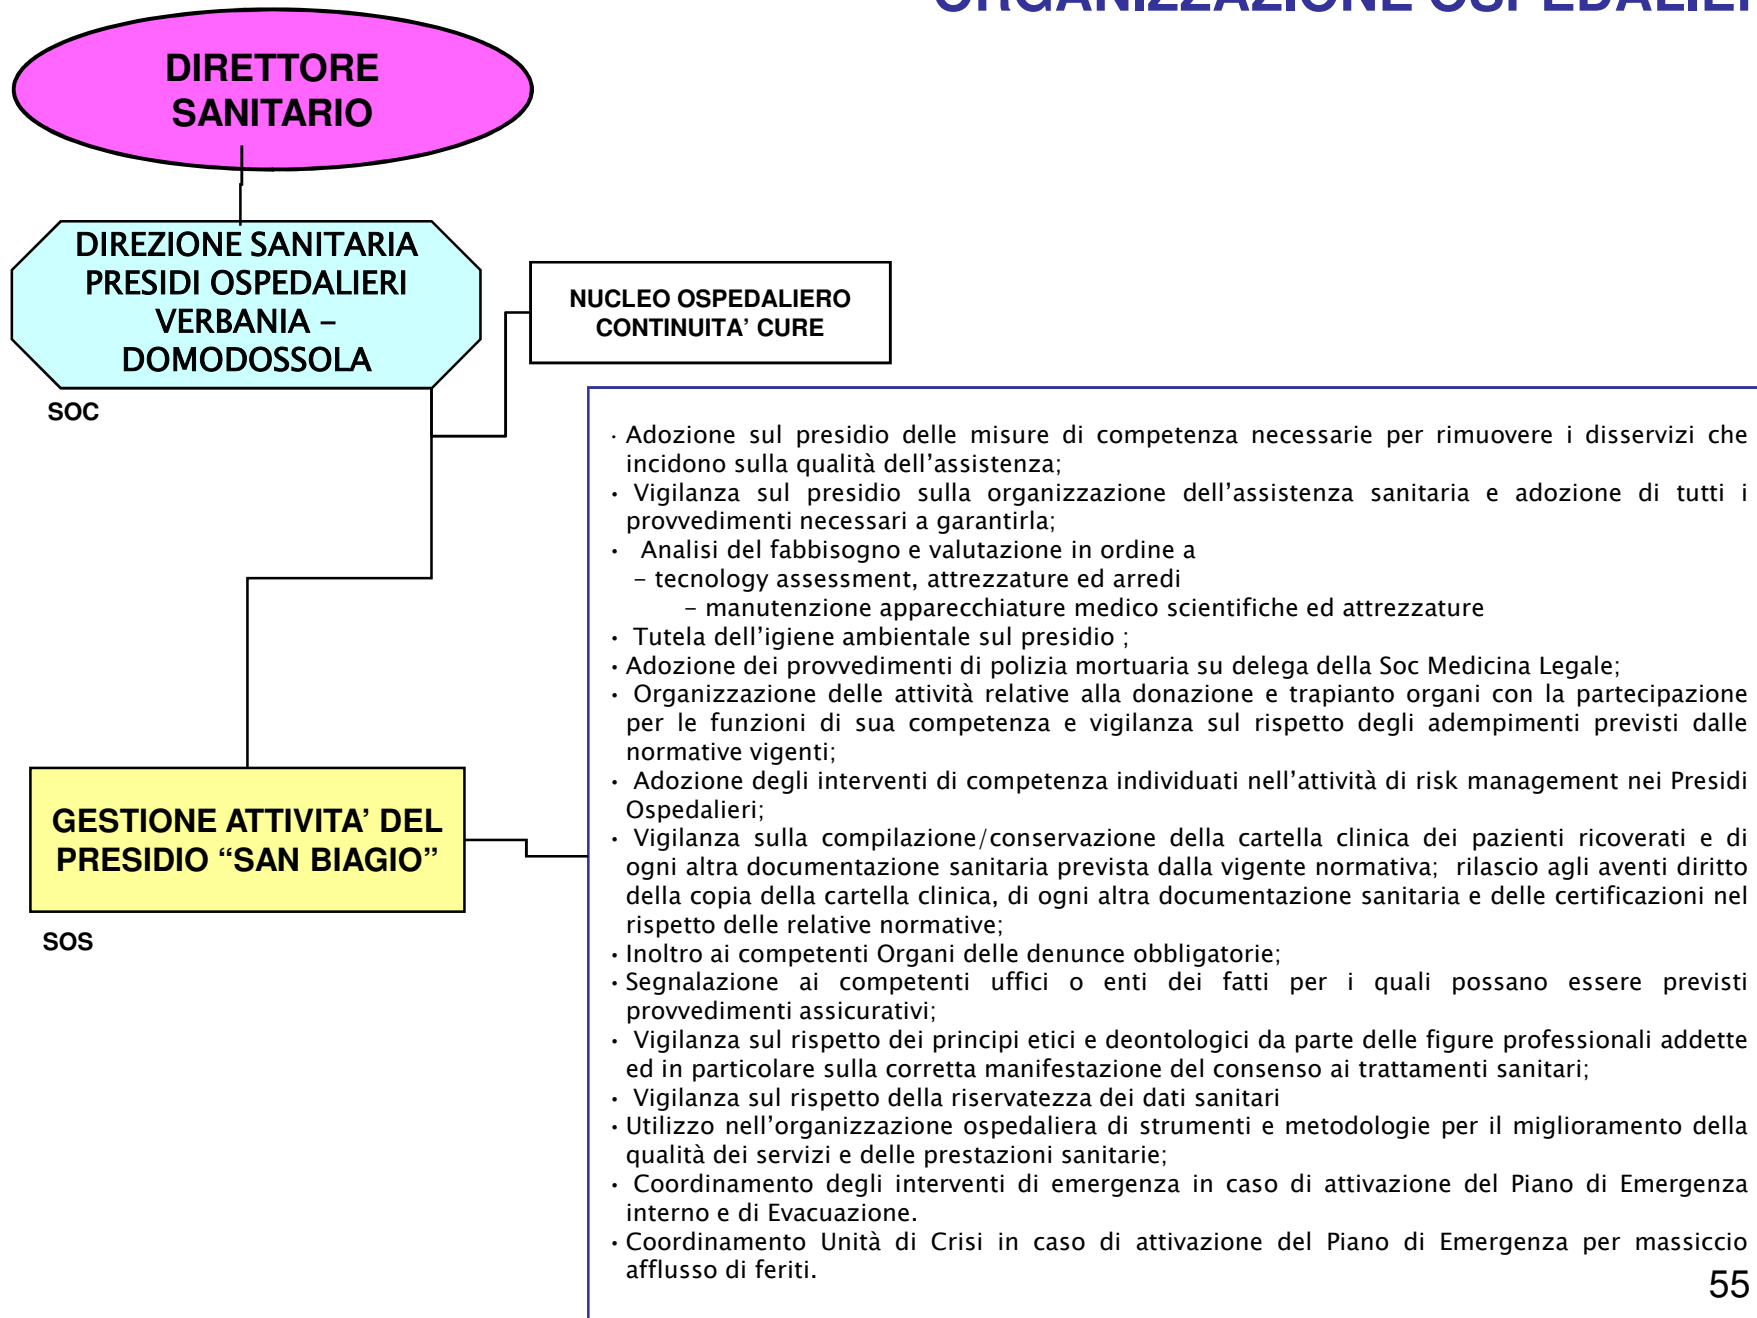 DIRETTORE
SANITARIO
DIREZIONE SANITARIA
PRESIDI OSPEDALIERI
VERBANIA –
DOMODOSSOLA
SOC
NUCLEO OSPEDALIERO
CONTINUITA’ CURE
GESTIONE ATTIVITA’ DEL
PRESIDIO “SAN BIAGIO”
SOS
• Adozione sul presidio delle misure di competenza necessarie per rimuovere i disservizi che
incidono sulla qualità dell’assistenza;
• Vigilanza sul presidio sulla organizzazione dell’assistenza sanitaria e adozione di tutti i
provvedimenti necessari a garantirla;
• Analisi del fabbisogno e valutazione in ordine a
– tecnology assessment, attrezzature ed arredi
– manutenzione apparecchiature medico scientifiche ed attrezzature
• Tutela dell’igiene ambientale sul presidio ;
• Adozione dei provvedimenti di polizia mortuaria su delega della Soc Medicina Legale;
• Organizzazione delle attività relative alla donazione e trapianto organi con la partecipazione
per le funzioni di sua competenza e vigilanza sul rispetto degli adempimenti previsti dalle
normative vigenti;
• Adozione degli interventi di competenza individuati nell’attività di risk management nei Presidi
Ospedalieri;
• Vigilanza sulla compilazione/conservazione della cartella clinica dei pazienti ricoverati e di
ogni altra documentazione sanitaria prevista dalla vigente normativa; rilascio agli aventi diritto
della copia della cartella clinica, di ogni altra documentazione sanitaria e delle certificazioni nel
rispetto delle relative normative;
• Inoltro ai competenti Organi delle denunce obbligatorie;
• Segnalazione ai competenti uffici o enti dei fatti per i quali possano essere previsti
provvedimenti assicurativi;
• Vigilanza sul rispetto dei principi etici e deontologici da parte delle figure professionali addette
ed in particolare sulla corretta manifestazione del consenso ai trattamenti sanitari;
• Vigilanza sul rispetto della riservatezza dei dati sanitari
• Utilizzo nell’organizzazione ospedaliera di strumenti e metodologie per il miglioramento della
qualità dei servizi e delle prestazioni sanitarie;
• Coordinamento degli interventi di emergenza in caso di attivazione del Piano di Emergenza
interno e di Evacuazione.
• Coordinamento Unità di Crisi in caso di attivazione del Piano di Emergenza per massiccio
afflusso di feriti.
55